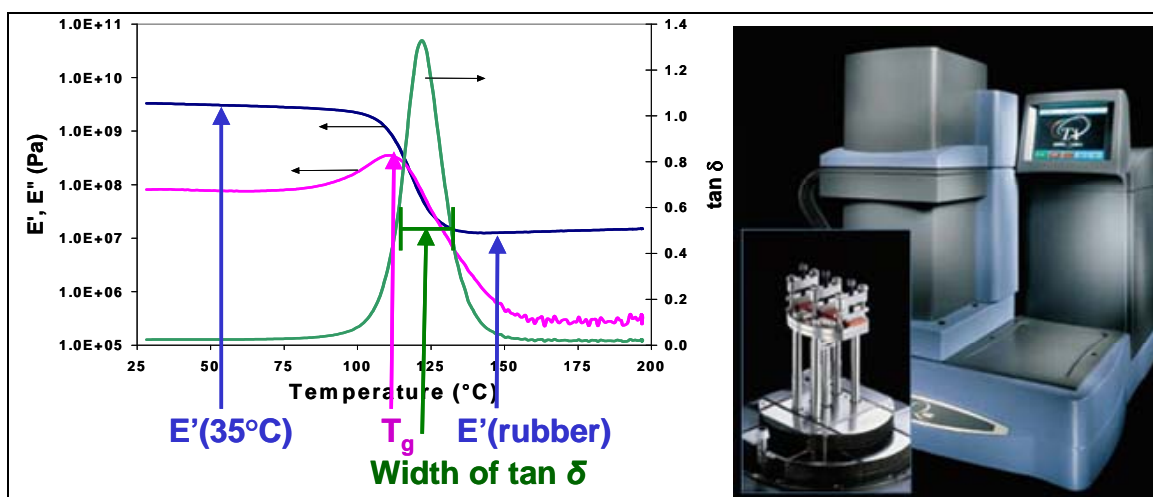 1.0E+11
1.0E+10
1.0E+09
1.0E+08
1.0E+07
1.0E+06
1.0E+05
E', E" (Pa)
1.4
1.2
1.0
0.8
0.6
0.4
0.2
0.0
tan δ
25 50 75 100 125 150 175 200
Temperature (°C)
E'(35°C) Tg E'(rubber)
Width of tan δ
TA